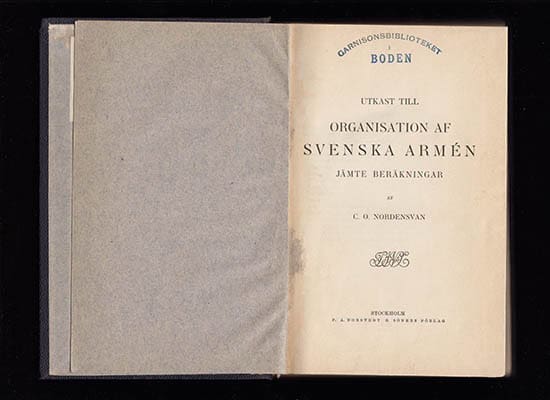 GARNISONSBIBLIOTEKET
I
BODEN
UTKAST TILL
ORGANISATION AF
SVENSKA ARMÉN
JÄMTE BERÄKNINGAR
AF
C. O. NORDENSVAN
STOCKHOLM
P. A. NORSTEDT & SÖNERS FÖRLAG